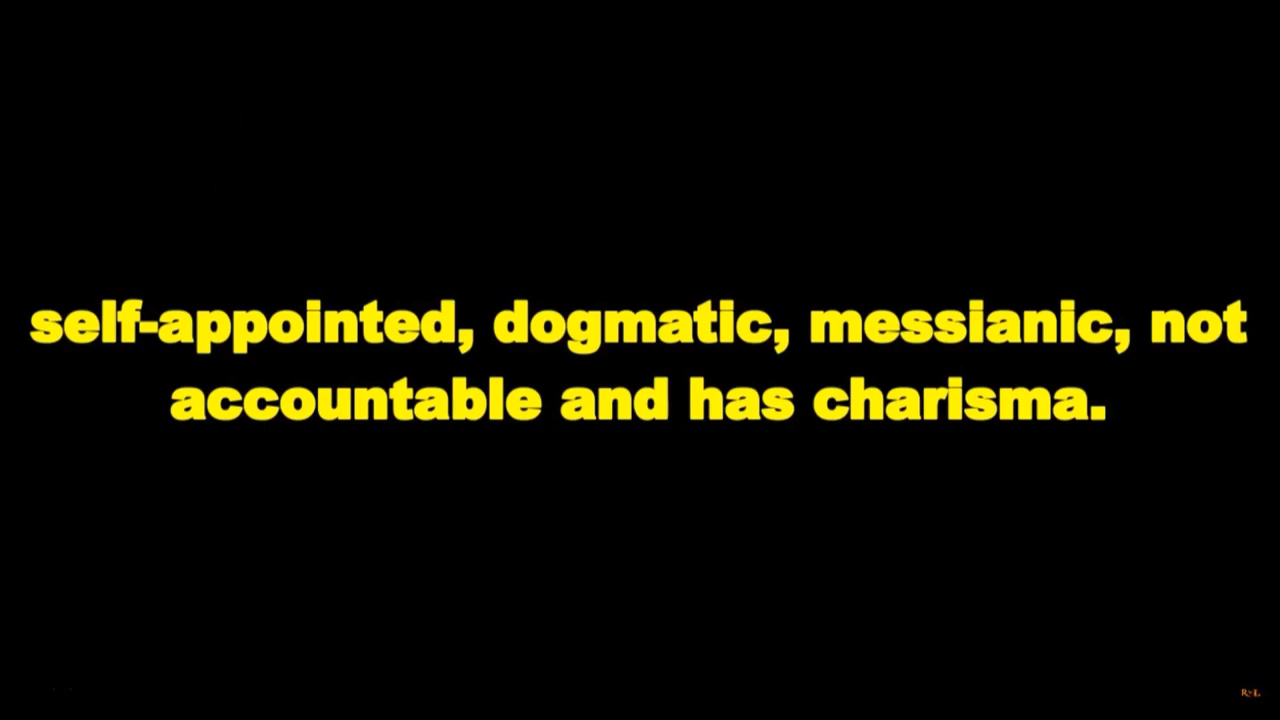 self-appointed, dogmatic, messianic, not
accountable and has charisma.